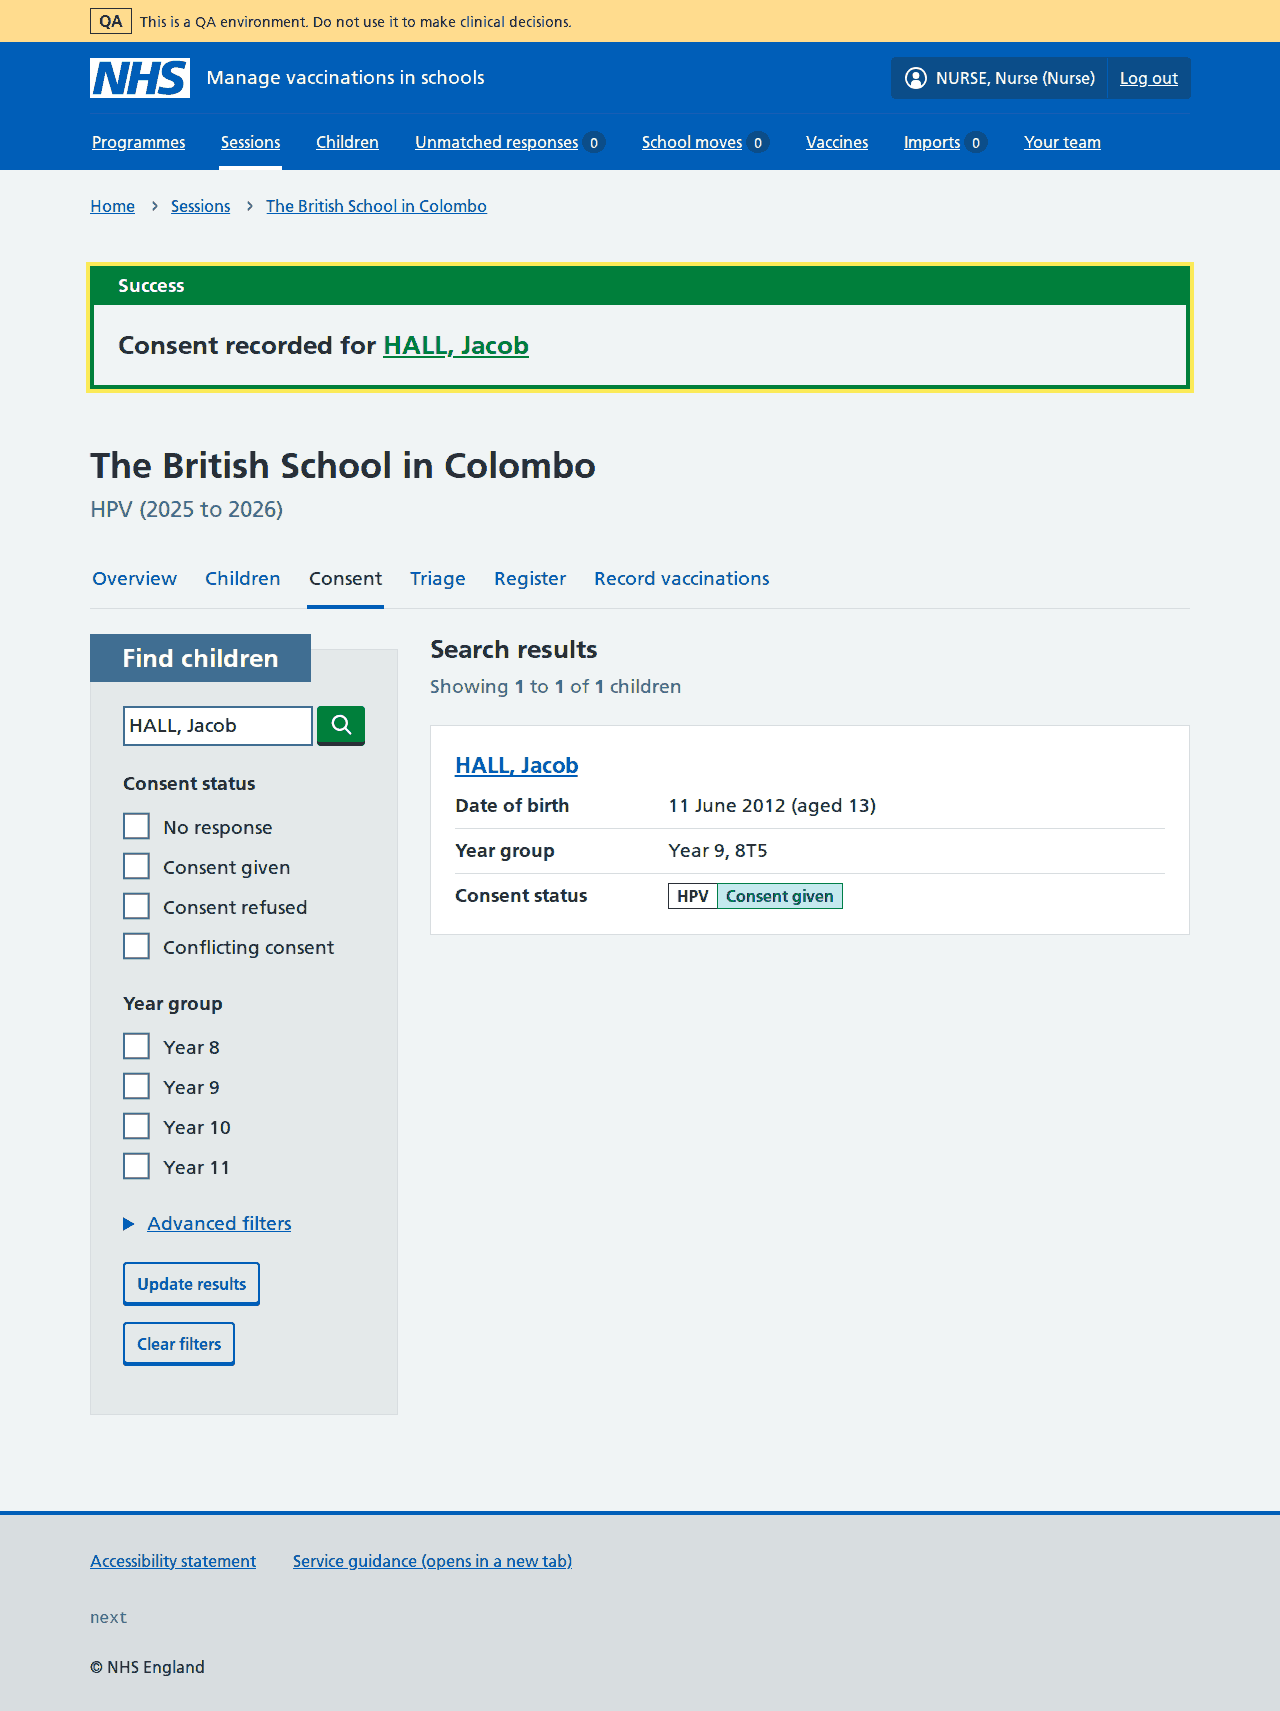 QA This is a QA environment. Do not use it to make clinical decisions.
NHS Manage vaccinations in schools NURSE, Nurse (Nurse) Log out
Programmes Sessions Children Unmatched responses 0 School moves 0 Vaccines Imports 0 Your team
Home Sessions The British School in Colombo
Success
Consent recorded for HALL, Jacob
The British School in Colombo
HPV (2025 to 2026)
Overview Children Consent Triage Register Record vaccinations
Find children
HALL, Jacob
Consent status
No response
Consent given
Consent refused
Conflicting consent
Year group
Year 8
Year 9
Year 10
Year 11
Advanced filters
Update results
Clear filters
Search results
Showing 1 to 1 of 1 children
HALL, Jacob
Date of birth 11 June 2012 (aged 13)
Year group Year 9, 8T5
Consent status HPV Consent given
Accessibility statement Service guidance (opens in a new tab)
next
© NHS England